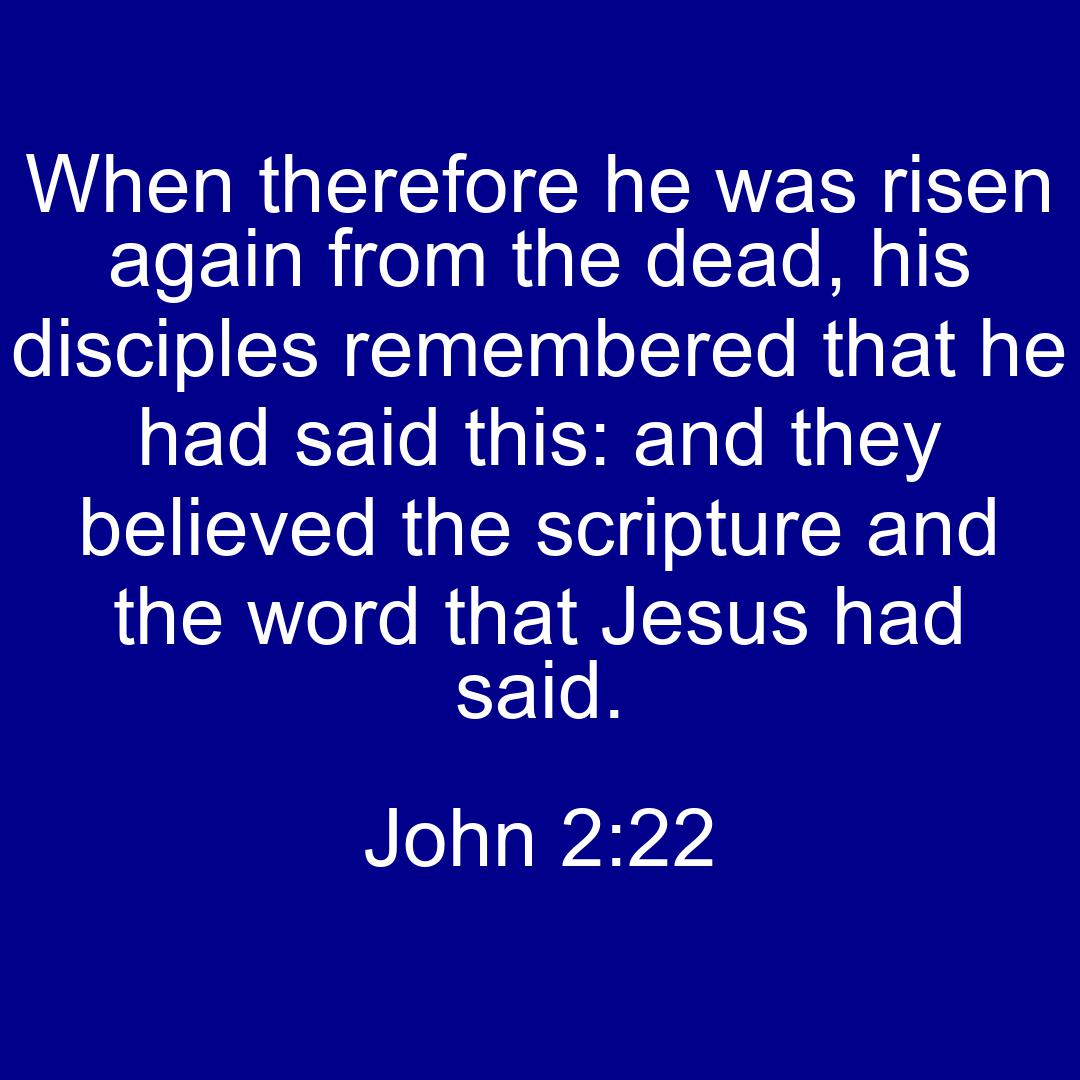 When therefore he was risen
again from the dead, his
disciples remembered that he
had said this: and they
believed the scripture and
the word that Jesus had
said.
John 2:22